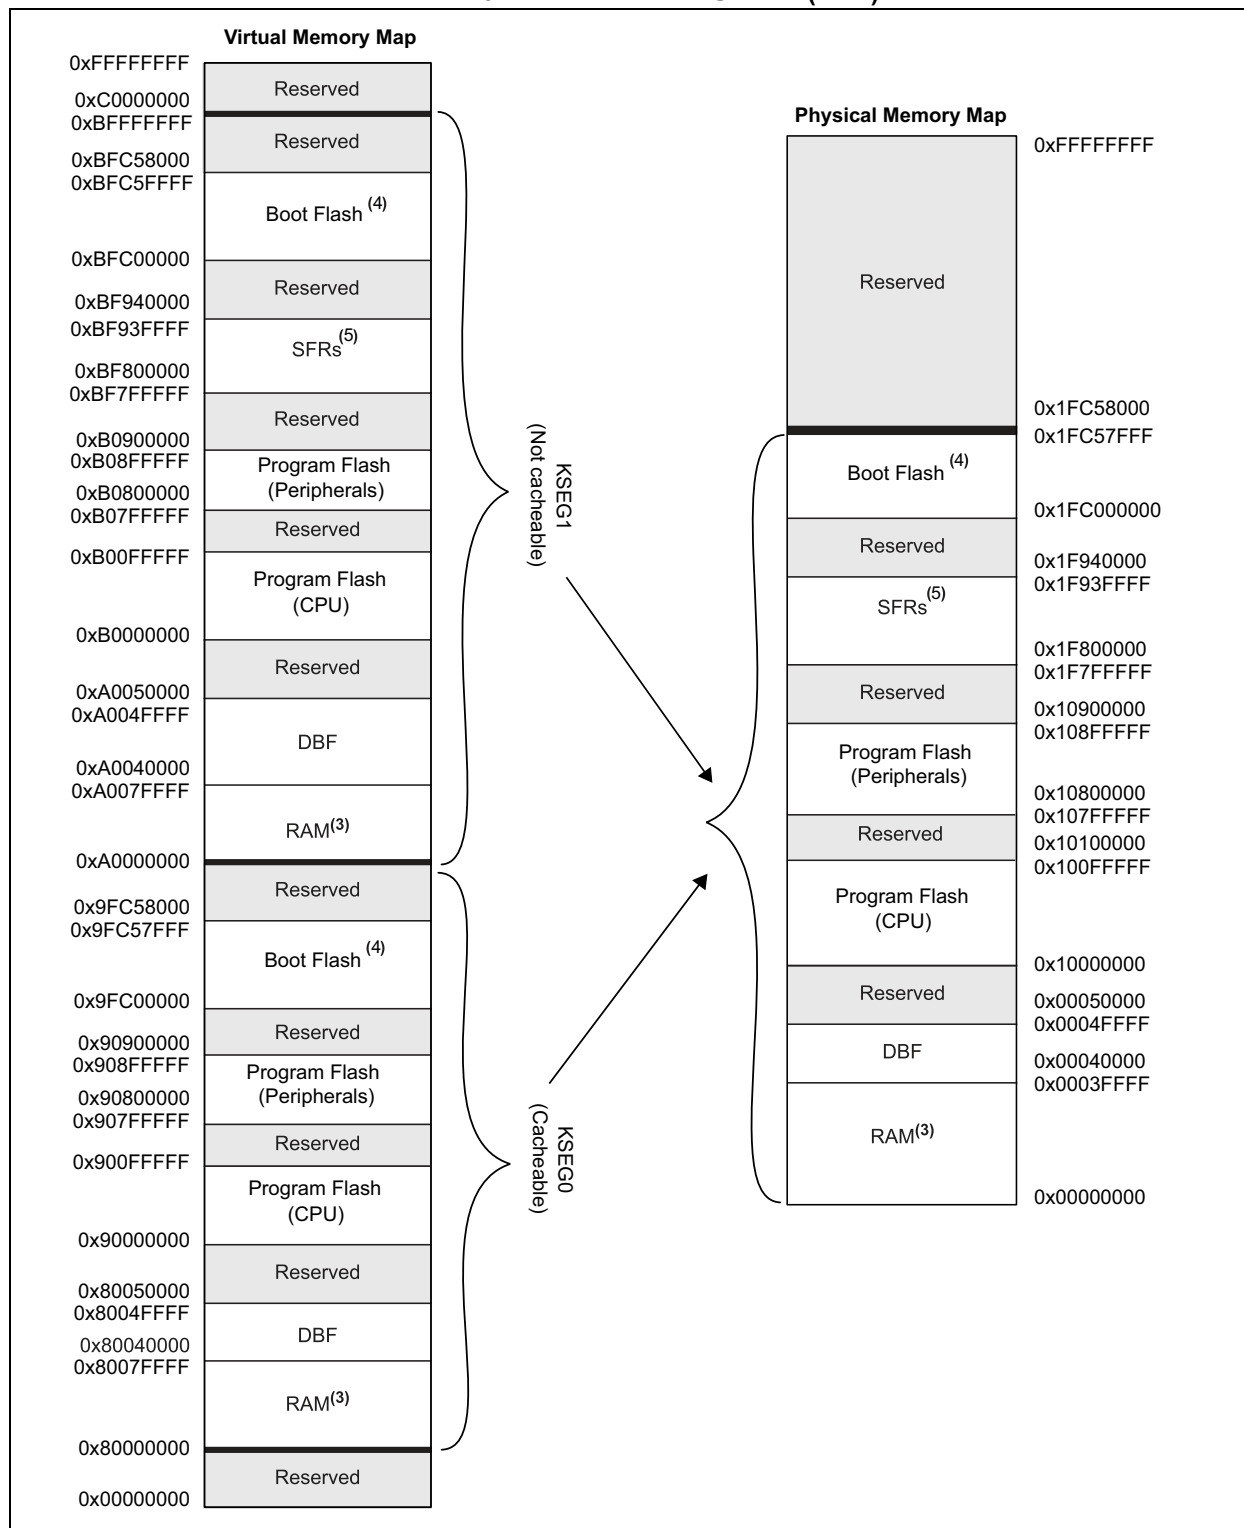 Virtual Memory Map
0xFFFFFFFF
Reserved
0xC0000000
0xBFFFFFFF
Reserved
0xBFC58000
0xBFC5FFFF
Boot Flash (4)
0xBFC00000
Reserved
0xBF940000
0xBF93FFFF
SFRs(5)
0xBF800000
0xBF7FFFFF
Reserved
0xB0900000
0xB08FFFFF
Program Flash
(Peripherals)
0xB0800000
0xB07FFFFF
Reserved
0xB00FFFFF
Program Flash
(CPU)
0xB0000000
Reserved
0xA0050000
0xA004FFFF
DBF
0xA0040000
0xA007FFFF
RAM(3)
0xA0000000
Reserved
0x9FC58000
0x9FC57FFF
Boot Flash (4)
0x9FC00000
Reserved
0x90900000
0x908FFFFF
Program Flash
(Peripherals)
0x90800000
0x907FFFFF
Reserved
0x900FFFFF
Program Flash
(CPU)
0x90000000
Reserved
0x80050000
0x8004FFFF
DBF
0x80040000
0x8007FFFF
RAM(3)
0x80000000
Reserved
0x00000000
KSEG1
(Not cacheable)
KSEG0
(Cacheable)
Physical Memory Map
0xFFFFFFFF
Reserved
0x1FC58000
0x1FC57FFF
Boot Flash (4)
0x1FC000000
Reserved
0x1F940000
0x1F93FFFF
SFRs(5)
0x1F800000
0x1F7FFFFF
Reserved
0x10900000
0x108FFFFF
Program Flash
(Peripherals)
0x10800000
0x107FFFFF
Reserved
0x10100000
0x100FFFFF
Program Flash
(CPU)
0x10000000
Reserved
0x00050000
0x0004FFFF
DBF
0x00040000
0x0003FFFF
RAM(3)
0x00000000